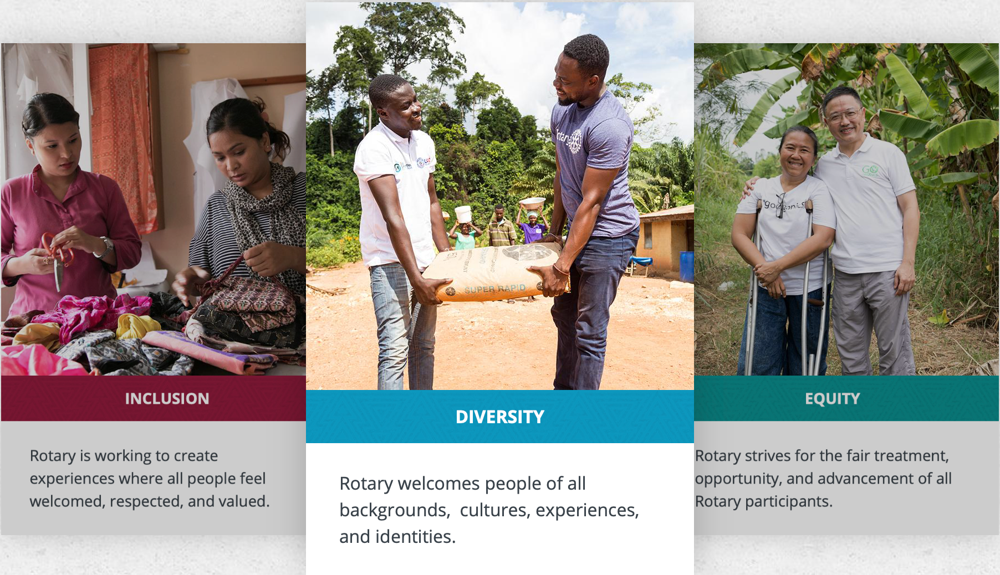 Rotary
SUPER RAPID
GO
INCLUSION
Rotary is working to create
experiences where all people feel
welcomed, respected, and valued.
DIVERSITY
Rotary welcomes people of all
backgrounds,  cultures, experiences,
and identities.
EQUITY
Rotary strives for the fair treatment,
opportunity, and advancement of all
Rotary participants.